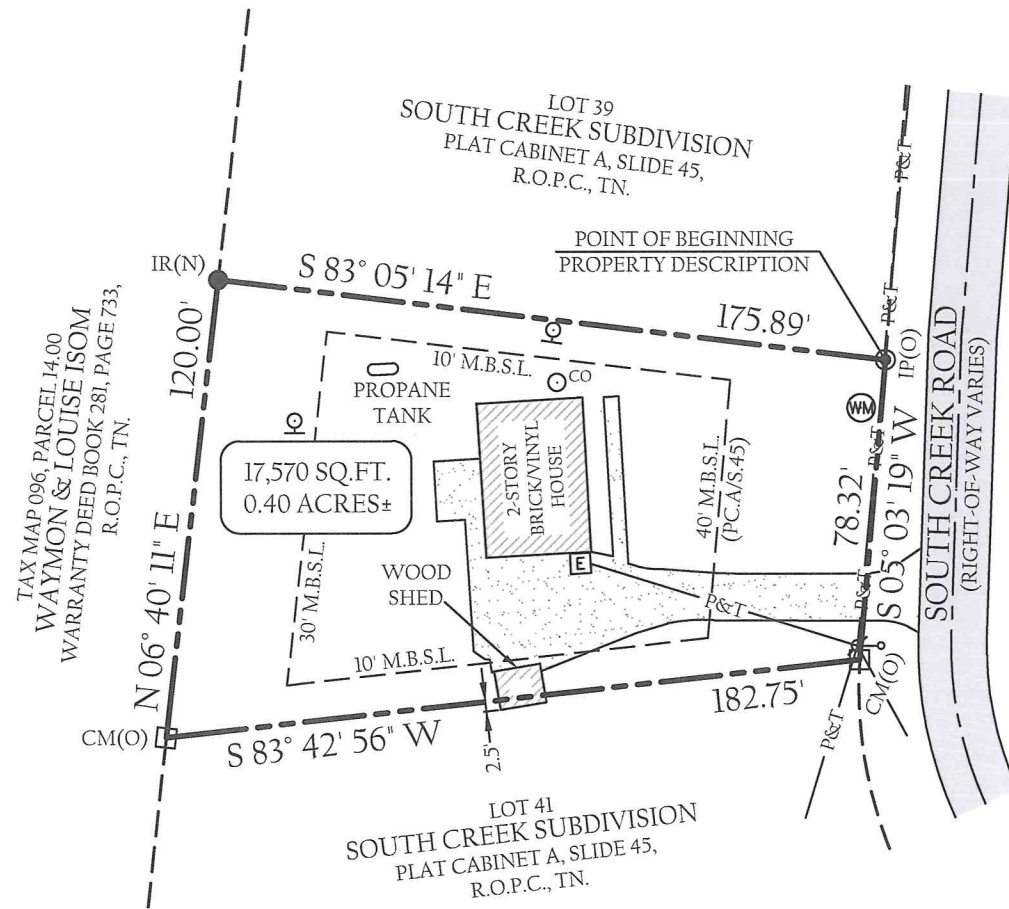 LOT 39
SOUTH CREEK SUBDIVISION
PLAT CABINET A, SLIDE 45,
R.O.P.C., TN.
POINT OF BEGINNING
PROPERTY DESCRIPTION
IR(N)
S 83° 05' 14" E
175.89'
IP(O)
P&T
P&T
P&T
P&T
P&T
WM
TAX MAP 096, PARCEL 14.00
WAYMON & LOUISE ISOM
WARRANTY DEED BOOK 281, PAGE 733,
R.O.P.C., TN.
N 06° 40' 11" E
120.00'
10' M.B.S.L.
CO
PROPANE
TANK
17,570 SQ.FT.
0.40 ACRES±
2-STORY
BRICK/VINYL
HOUSE
E
40' M.B.S.L.
(PC.A/S.45)
78.32'
S 05° 03' 19" W
SOUTH CREEK ROAD
(RIGHT-OF-WAY VARIES)
30' M.B.S.L.
WOOD
SHED
P&T
10' M.B.S.L.
182.75'
CM(O)
P&T
CM(O)
S 83° 42' 56" W
2.5'
LOT 41
SOUTH CREEK SUBDIVISION
PLAT CABINET A, SLIDE 45,
R.O.P.C., TN.